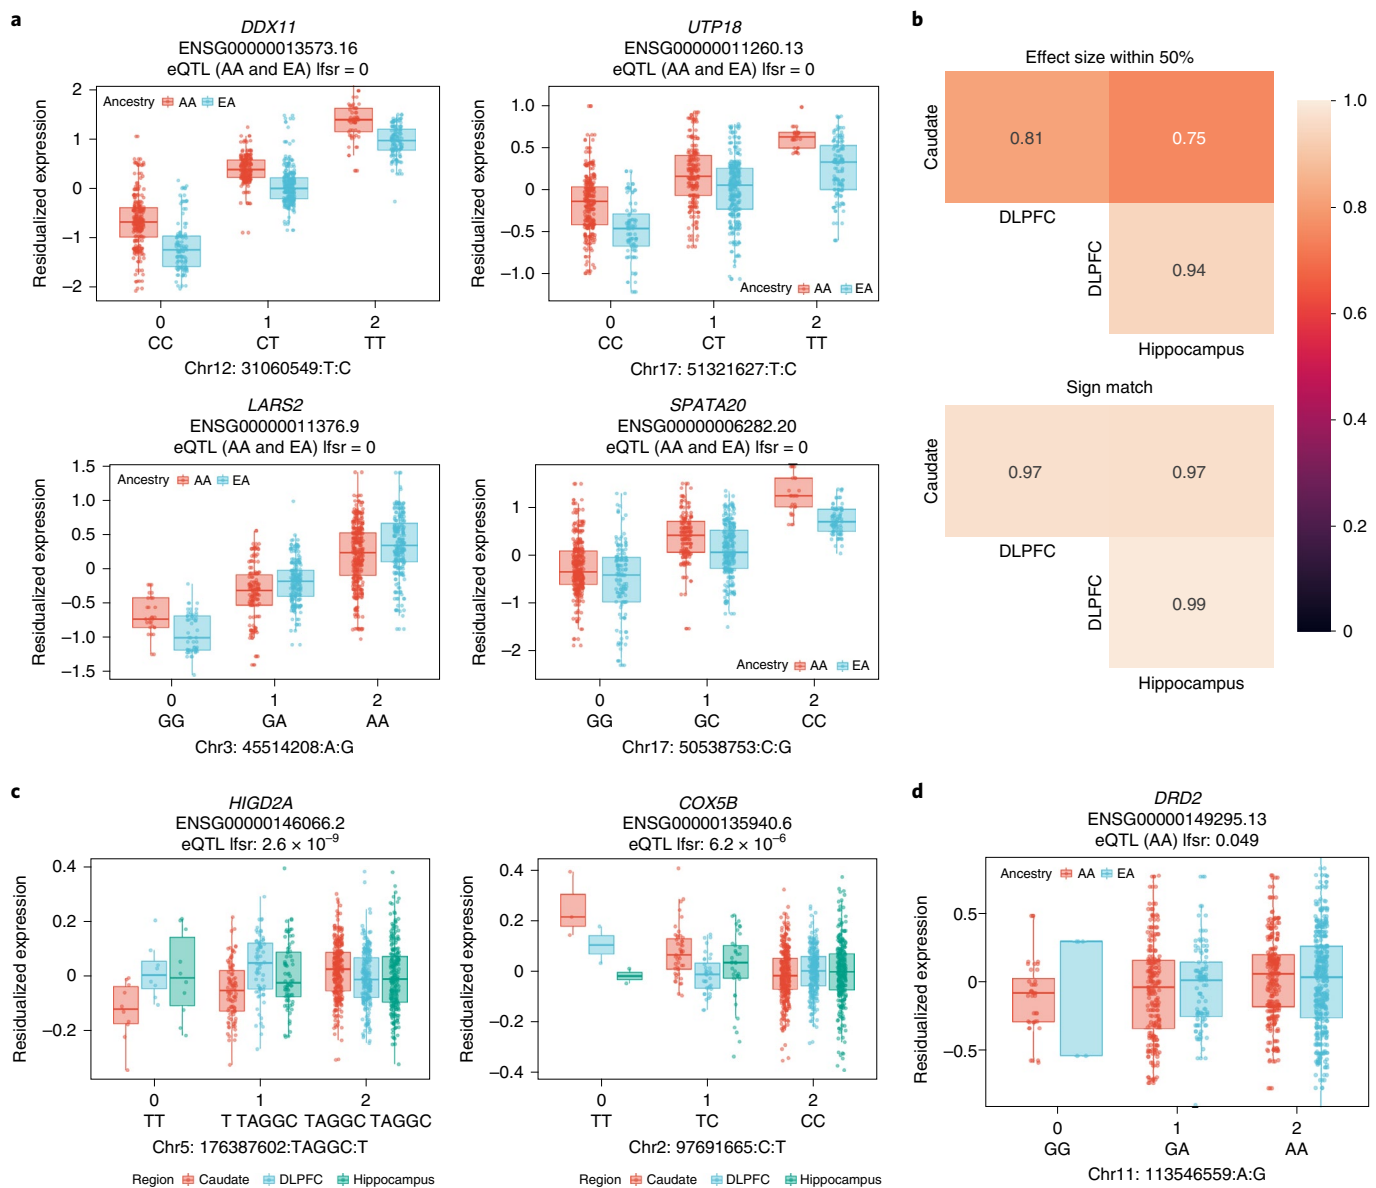 a
DDX11
ENSG00000013573.16
eQTL (AA and EA) lfsr = 0
Ancestry AA EA
Residualized expression
2
1
0
−1
−2
0 1 2
CC CT TT
Chr12: 31060549:T:C
UTP18
ENSG00000011260.13
eQTL (AA and EA) lfsr = 0
Residualized expression
1.0
0.5
0
−0.5
−1.0
Ancestry AA EA
0 1 2
CC CT TT
Chr17: 51321627:T:C
LARS2
ENSG00000011376.9
eQTL (AA and EA) lfsr = 0
Ancestry AA EA
Residualized expression
1.5
1.0
0.5
0
−0.5
−1.0
−1.5
0 1 2
GG GA AA
Chr3: 45514208:A:G
SPATA20
ENSG00000006282.20
eQTL (AA and EA) lfsr = 0
Residualized expression
1
0
−1
−2
Ancestry AA EA
0 1 2
GG GC CC
Chr17: 50538753:C:G
b
Effect size within 50%
Caudate
0.81 0.75
DLPFC
DLPFC
0.94
Hippocampus
Sign match
Caudate
0.97 0.97
DLPFC
DLPFC
0.99
Hippocampus
1.0
0.8
0.6
0.4
0.2
0
c
HIGD2A
ENSG00000146066.2
eQTL lfsr: 2.6 × 10⁻⁹
Residualized expression
0.4
0.2
0
−0.2
0 1 2
TT T TAGGC TAGGC TAGGC
Chr5: 176387602:TAGGC:T
COX5B
ENSG00000135940.6
eQTL lfsr: 6.2 × 10⁻⁶
Residualized expression
0.4
0.2
0
−0.2
−0.4
0 1 2
TT TC CC
Chr2: 97691665:C:T
Region Caudate DLPFC Hippocampus
d
DRD2
ENSG00000149295.13
eQTL (AA) lfsr: 0.049
Ancestry AA EA
Residualized expression
0.5
0
−0.5
0 1 2
GG GA AA
Chr11: 113546559:A:G